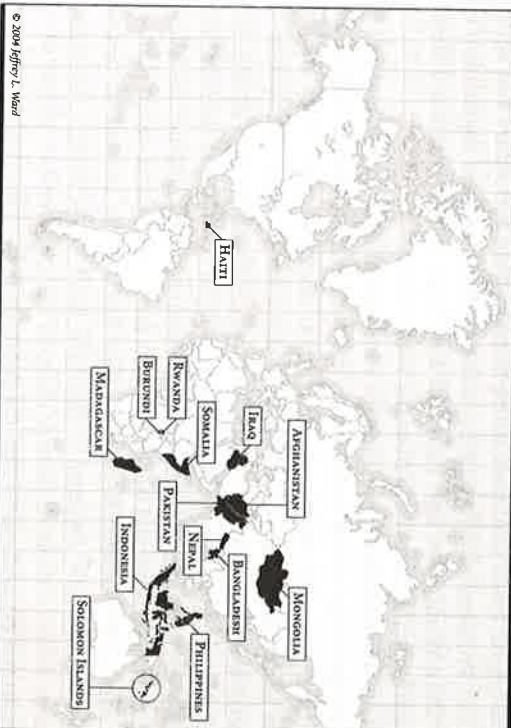 HAITI
AFGHANISTAN
IRAQ
SOMALIA
RWANDA
BURUNDI
MADAGASCAR
MONGOLIA
BANGLADESH
NEPAL
PAKISTAN
INDONESIA
PHILIPPINES
SOLOMON ISLANDS
© 2004 Jeffrey L. Ward